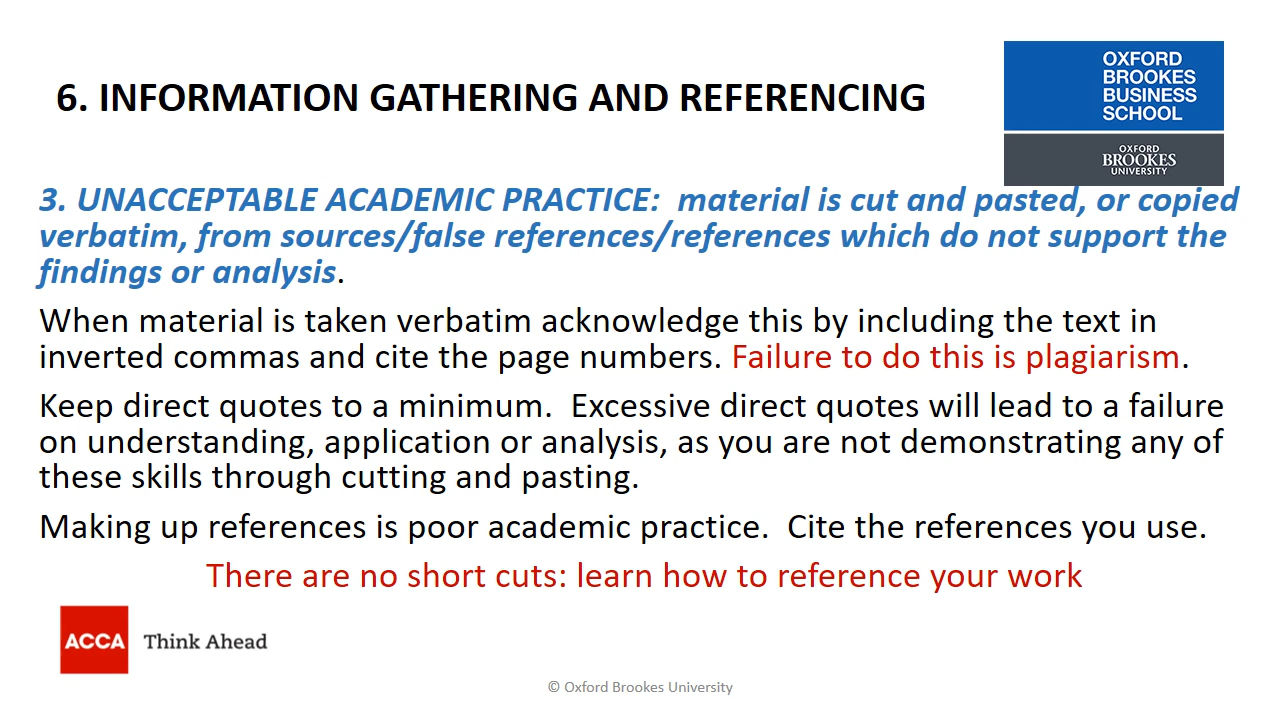 6. INFORMATION GATHERING AND REFERENCING
OXFORD
BROOKES
BUSINESS
SCHOOL
OXFORD
BROOKES
UNIVERSITY
3. UNACCEPTABLE ACADEMIC PRACTICE:  material is cut and pasted, or copied
verbatim, from sources/false references/references which do not support the
findings or analysis.
When material is taken verbatim acknowledge this by including the text in
inverted commas and cite the page numbers. Failure to do this is plagiarism.
Keep direct quotes to a minimum.  Excessive direct quotes will lead to a failure
on understanding, application or analysis, as you are not demonstrating any of
these skills through cutting and pasting.
Making up references is poor academic practice.  Cite the references you use.
There are no short cuts: learn how to reference your work
ACCA Think Ahead
© Oxford Brookes University